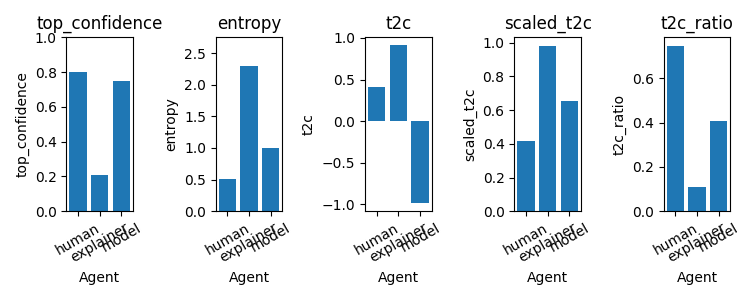 top_confidence
entropy
t2c
scaled_t2c
t2c_ratio
1.0
0.8
0.6
0.4
0.2
0.0
top_confidence
human
explainer
model
Agent
2.5
2.0
1.5
1.0
0.5
0.0
entropy
human
explainer
model
Agent
1.0
0.5
0.0
−0.5
−1.0
t2c
human
explainer
model
Agent
1.0
0.8
0.6
0.4
0.2
0.0
scaled_t2c
human
explainer
model
Agent
0.6
0.4
0.2
0.0
t2c_ratio
human
explainer
model
Agent